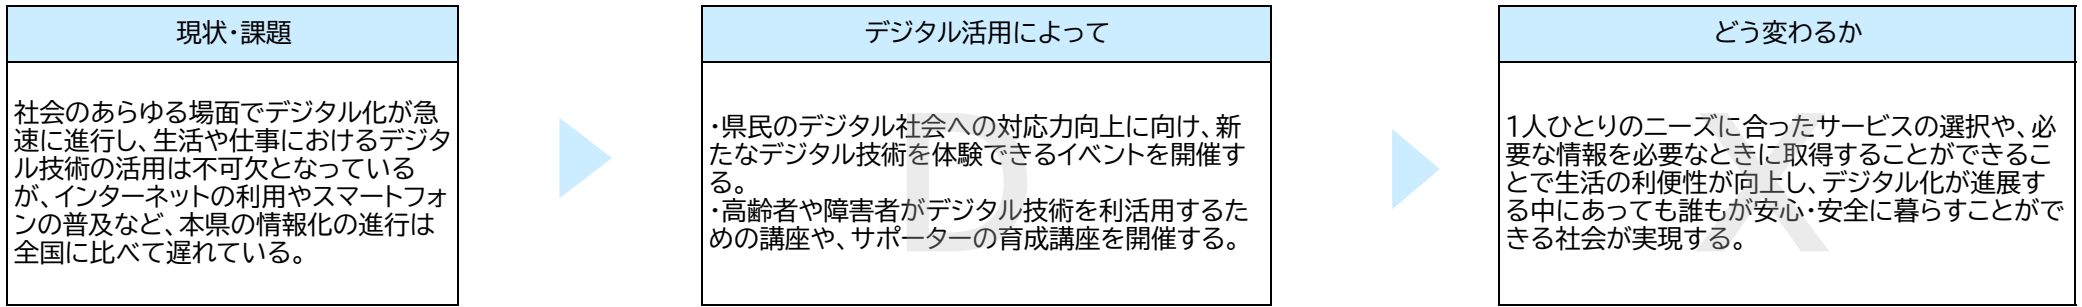 現状・課題
社会のあらゆる場面でデジタル化が急
速に進行し、生活や仕事におけるデジタ
ル技術の活用は不可欠となっている
が、インターネットの利用やスマートフォ
ンの普及など、本県の情報化の進行は
全国に比べて遅れている。
デジタル活用によって
・県民のデジタル社会への対応力向上に向け、新
たなデジタル技術を体験できるイベントを開催す
る。
・高齢者や障害者がデジタル技術を利活用するた
めの講座や、サポーターの育成講座を開催する。
D
どう変わるか
1人ひとりのニーズに合ったサービスの選択や、必
要な情報を必要なときに取得することができるこ
とで生活の利便性が向上し、デジタル化が進展す
る中にあっても誰もが安心・安全に暮らすことがで
きる社会が実現する。
X